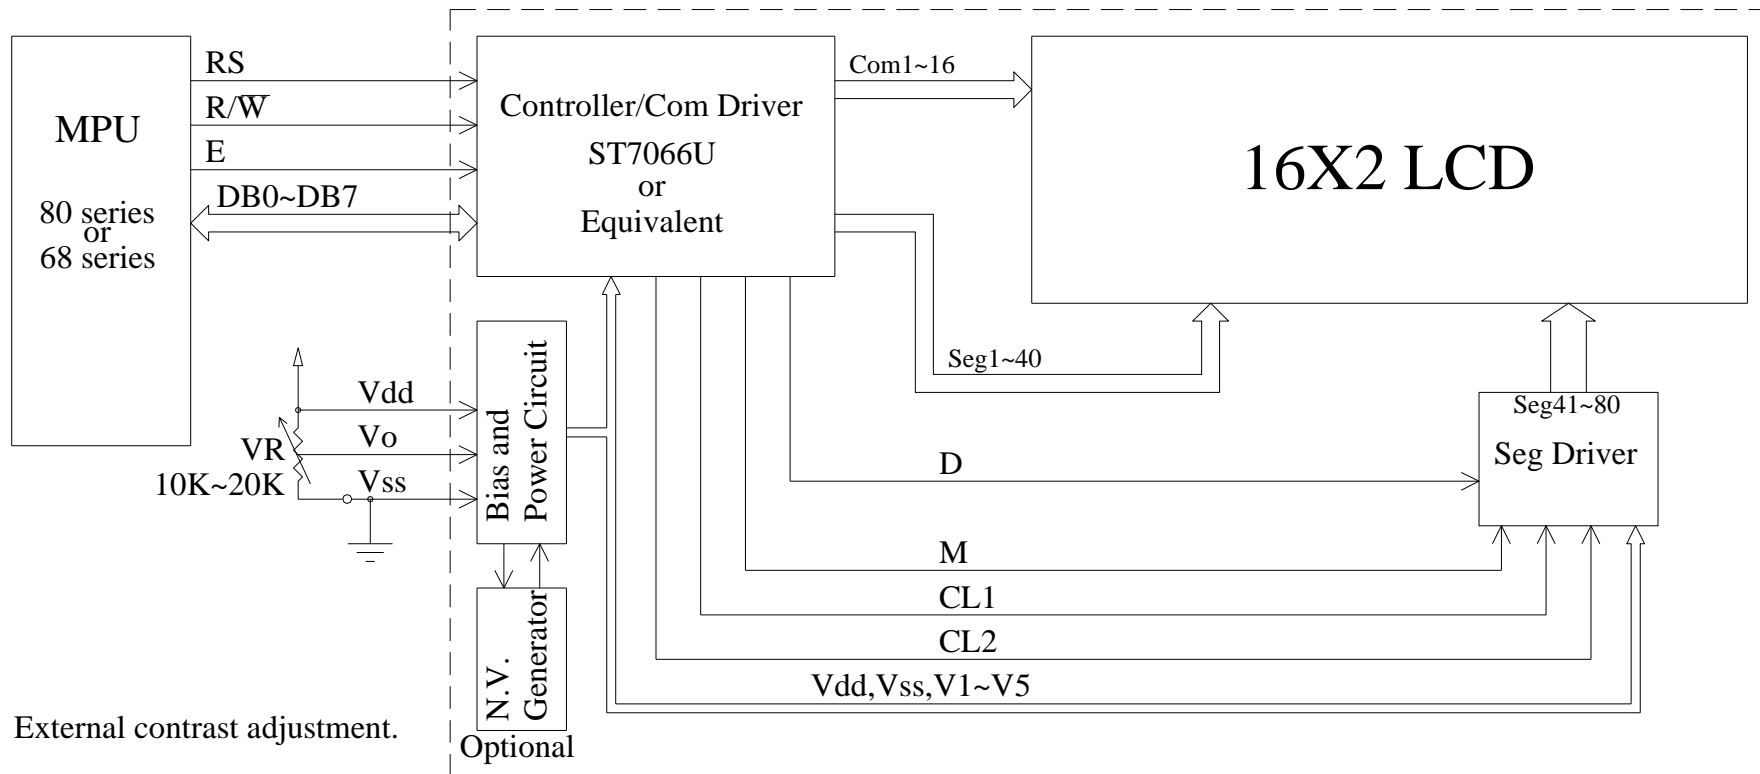 MPU
80 series
or
68 series
RS
R/W̅
E
DB0~DB7
Controller/Com Driver
ST7066U
or
Equivalent
Com1~16
16X2 LCD
Seg1~40
Seg41~80
Seg Driver
Vdd
Vo
Vss
VR
10K~20K
Bias and
Power Circuit
N.V.
Generator
Optional
D
M
CL1
CL2
Vdd,Vss,V1~V5
External contrast adjustment.